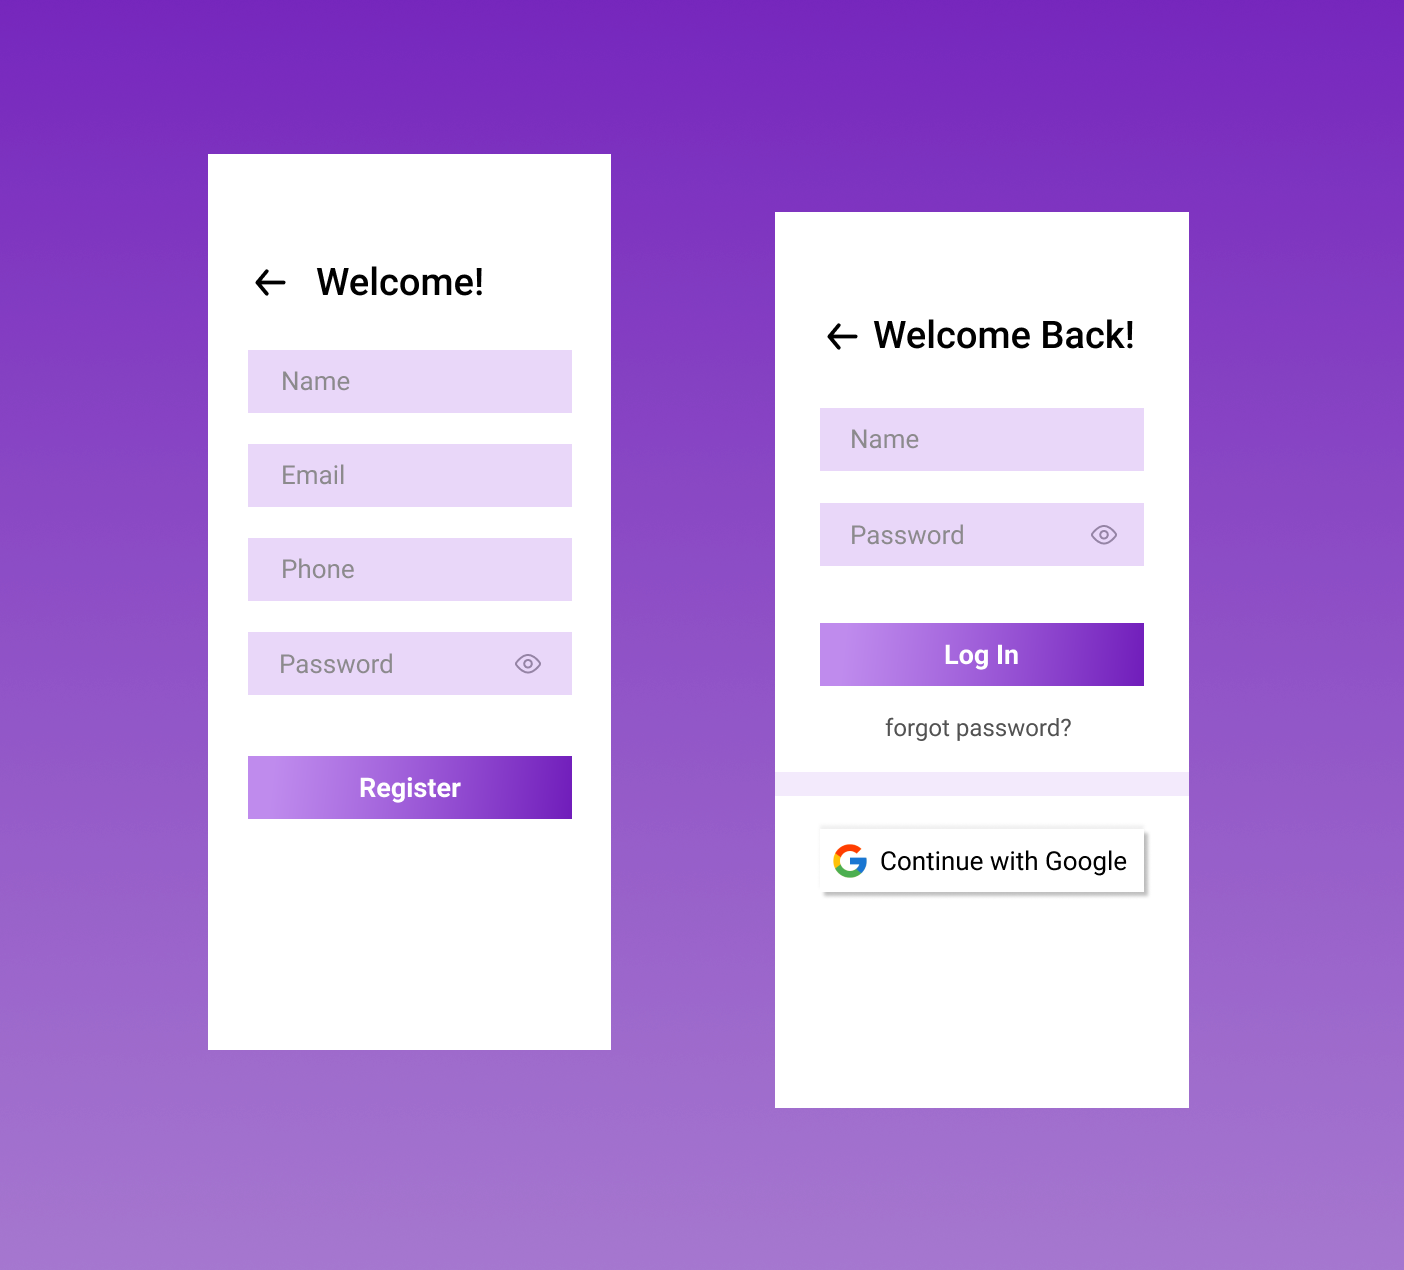 Welcome!
Name
Email
Phone
Password
Register
Welcome Back!
Name
Password
Log In
forgot password?
Continue with Google